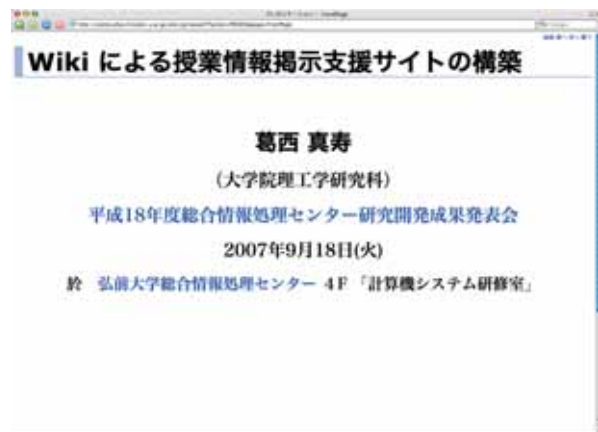 Wiki による授業情報掲示支援サイトの構築
葛西 真寿
(大学院理工学研究科)
平成18年度総合情報処理センター研究開発成果発表会
2007年9月18日(火)
於 弘前大学総合情報処理センター 4F 「計算機システム研修室」